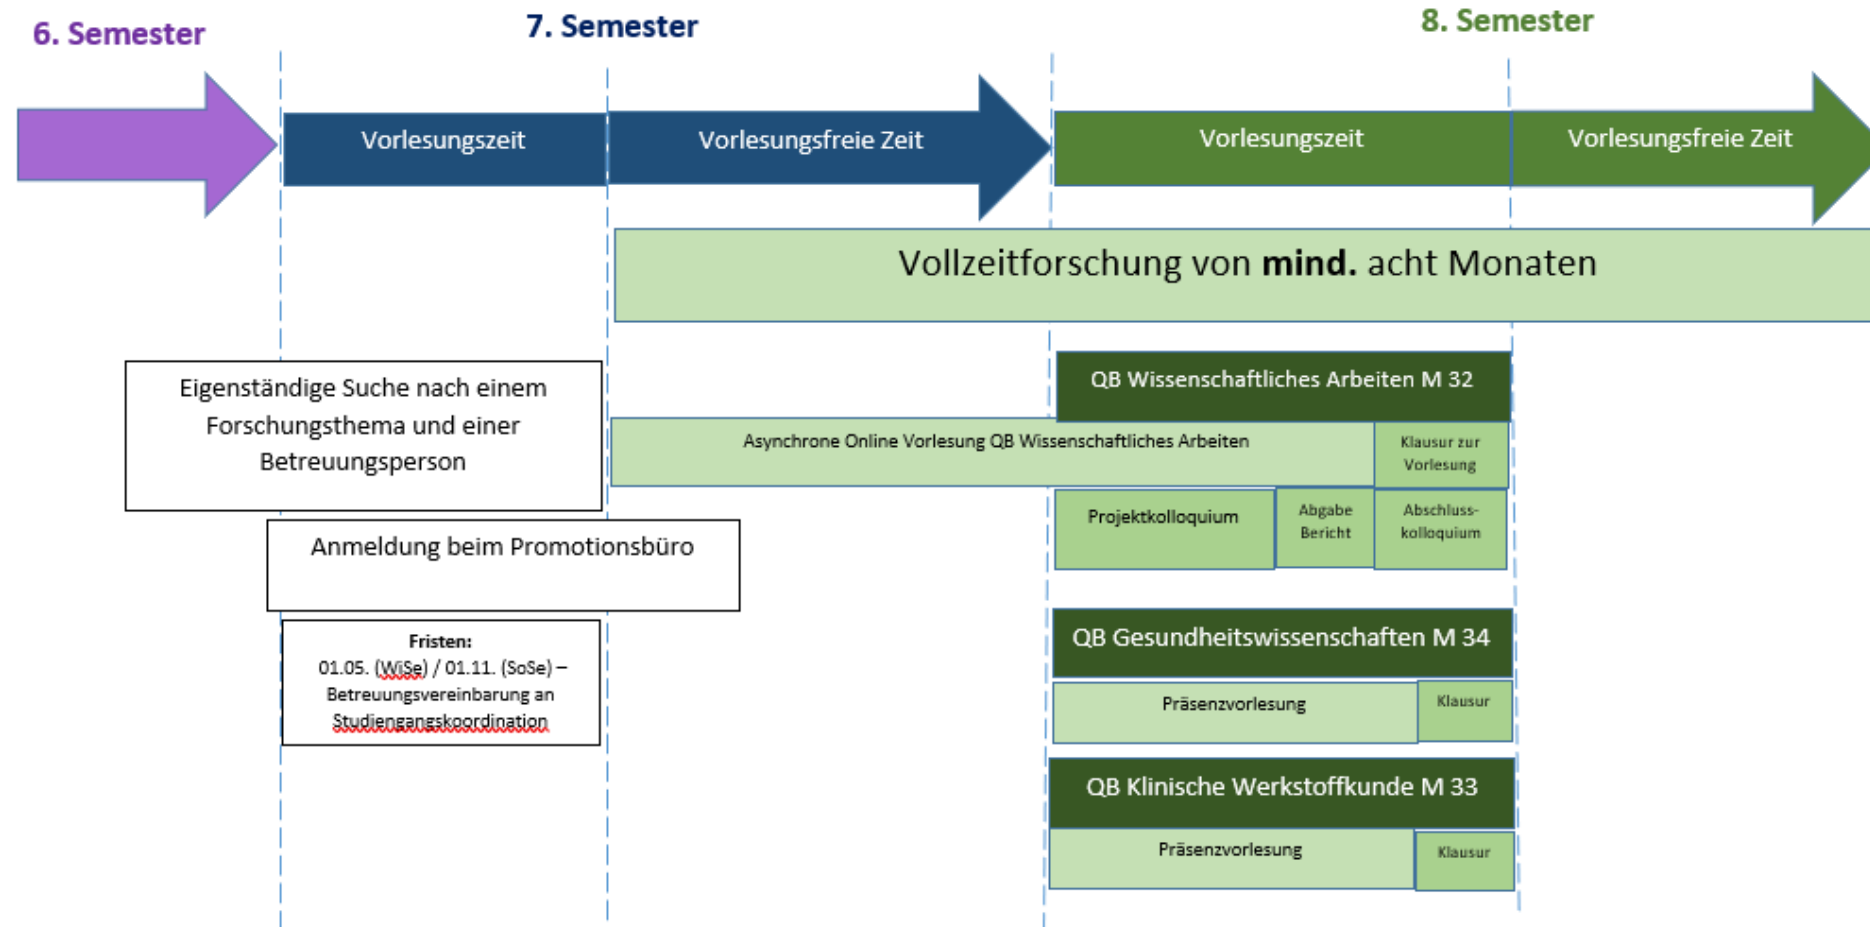 6. Semester
7. Semester
8. Semester
Vorlesungszeit
Vorlesungsfreie Zeit
Vorlesungszeit
Vorlesungsfreie Zeit
Vollzeitforschung von mind. acht Monaten
Eigenständige Suche nach einem
Forschungsthema und einer
Betreuungsperson
QB Wissenschaftliches Arbeiten M 32
Asynchrone Online Vorlesung QB Wissenschaftliches Arbeiten
Klausur zur
Vorlesung
Projektkolloquium
Abgabe
Bericht
Abschluss-
kolloquium
Anmeldung beim Promotionsbüro
Fristen:
01.05. (WiSe) / 01.11. (SoSe) –
Betreuungsvereinbarung an
Studiengangskoordination
QB Gesundheitswissenschaften M 34
Präsenzvorlesung
Klausur
QB Klinische Werkstoffkunde M 33
Präsenzvorlesung
Klausur